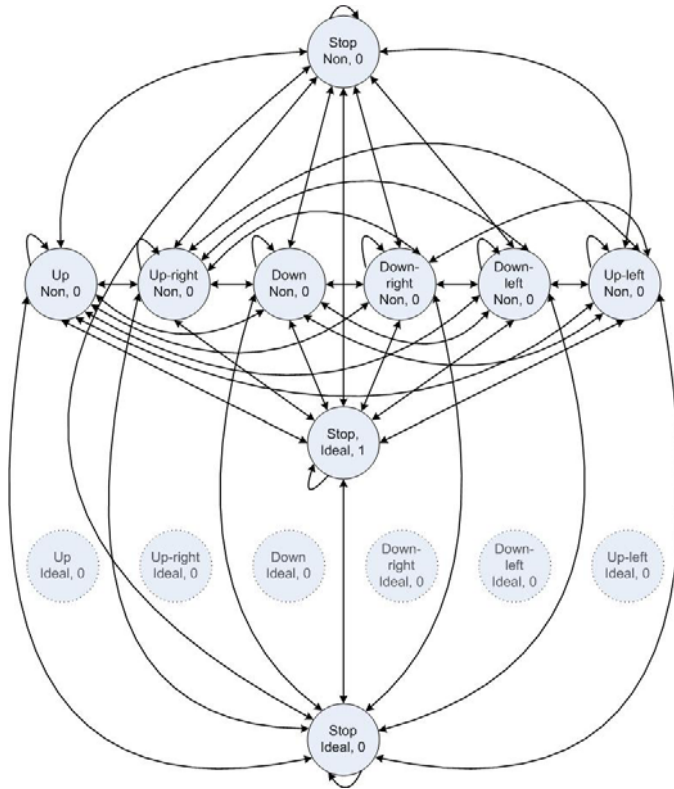 Stop
Non, 0
Up
Non, 0
Up-right
Non, 0
Down
Non, 0
Down-
right
Non, 0
Down-
left
Non, 0
Up-left
Non, 0
Stop,
Ideal, 1
Up
Ideal, 0
Up-right
Ideal, 0
Down
Ideal, 0
Down-
right
Ideal, 0
Down-
left
Ideal, 0
Up-left
Ideal, 0
Stop
Ideal, 0